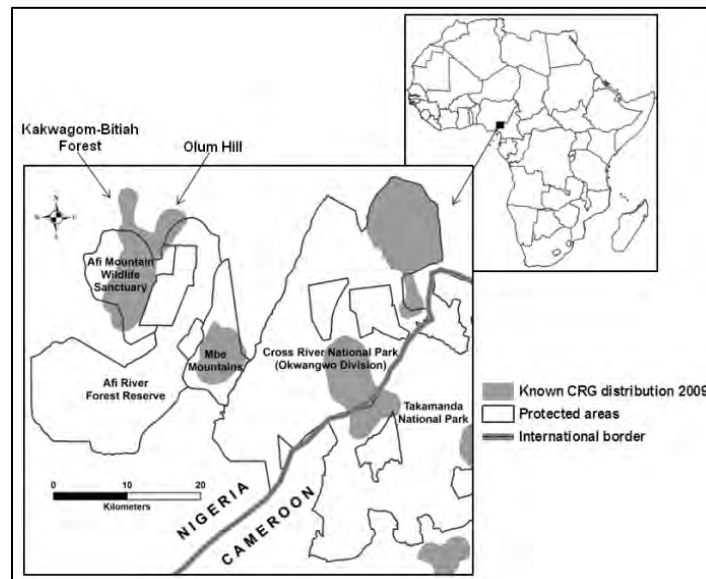 Kakwagom-Bitiah
Forest
Olum Hill
N
W
E
S
Afi Mountain
Wildlife
Sanctuary
Mbe
Mountains
Cross River National Park
(Okwangwo Division)
Afi River
Forest Reserve
Takamanda
National Park
0 10 20
Kilometers
NIGERIA
CAMEROON
Known CRG distribution 2009
Protected areas
International border